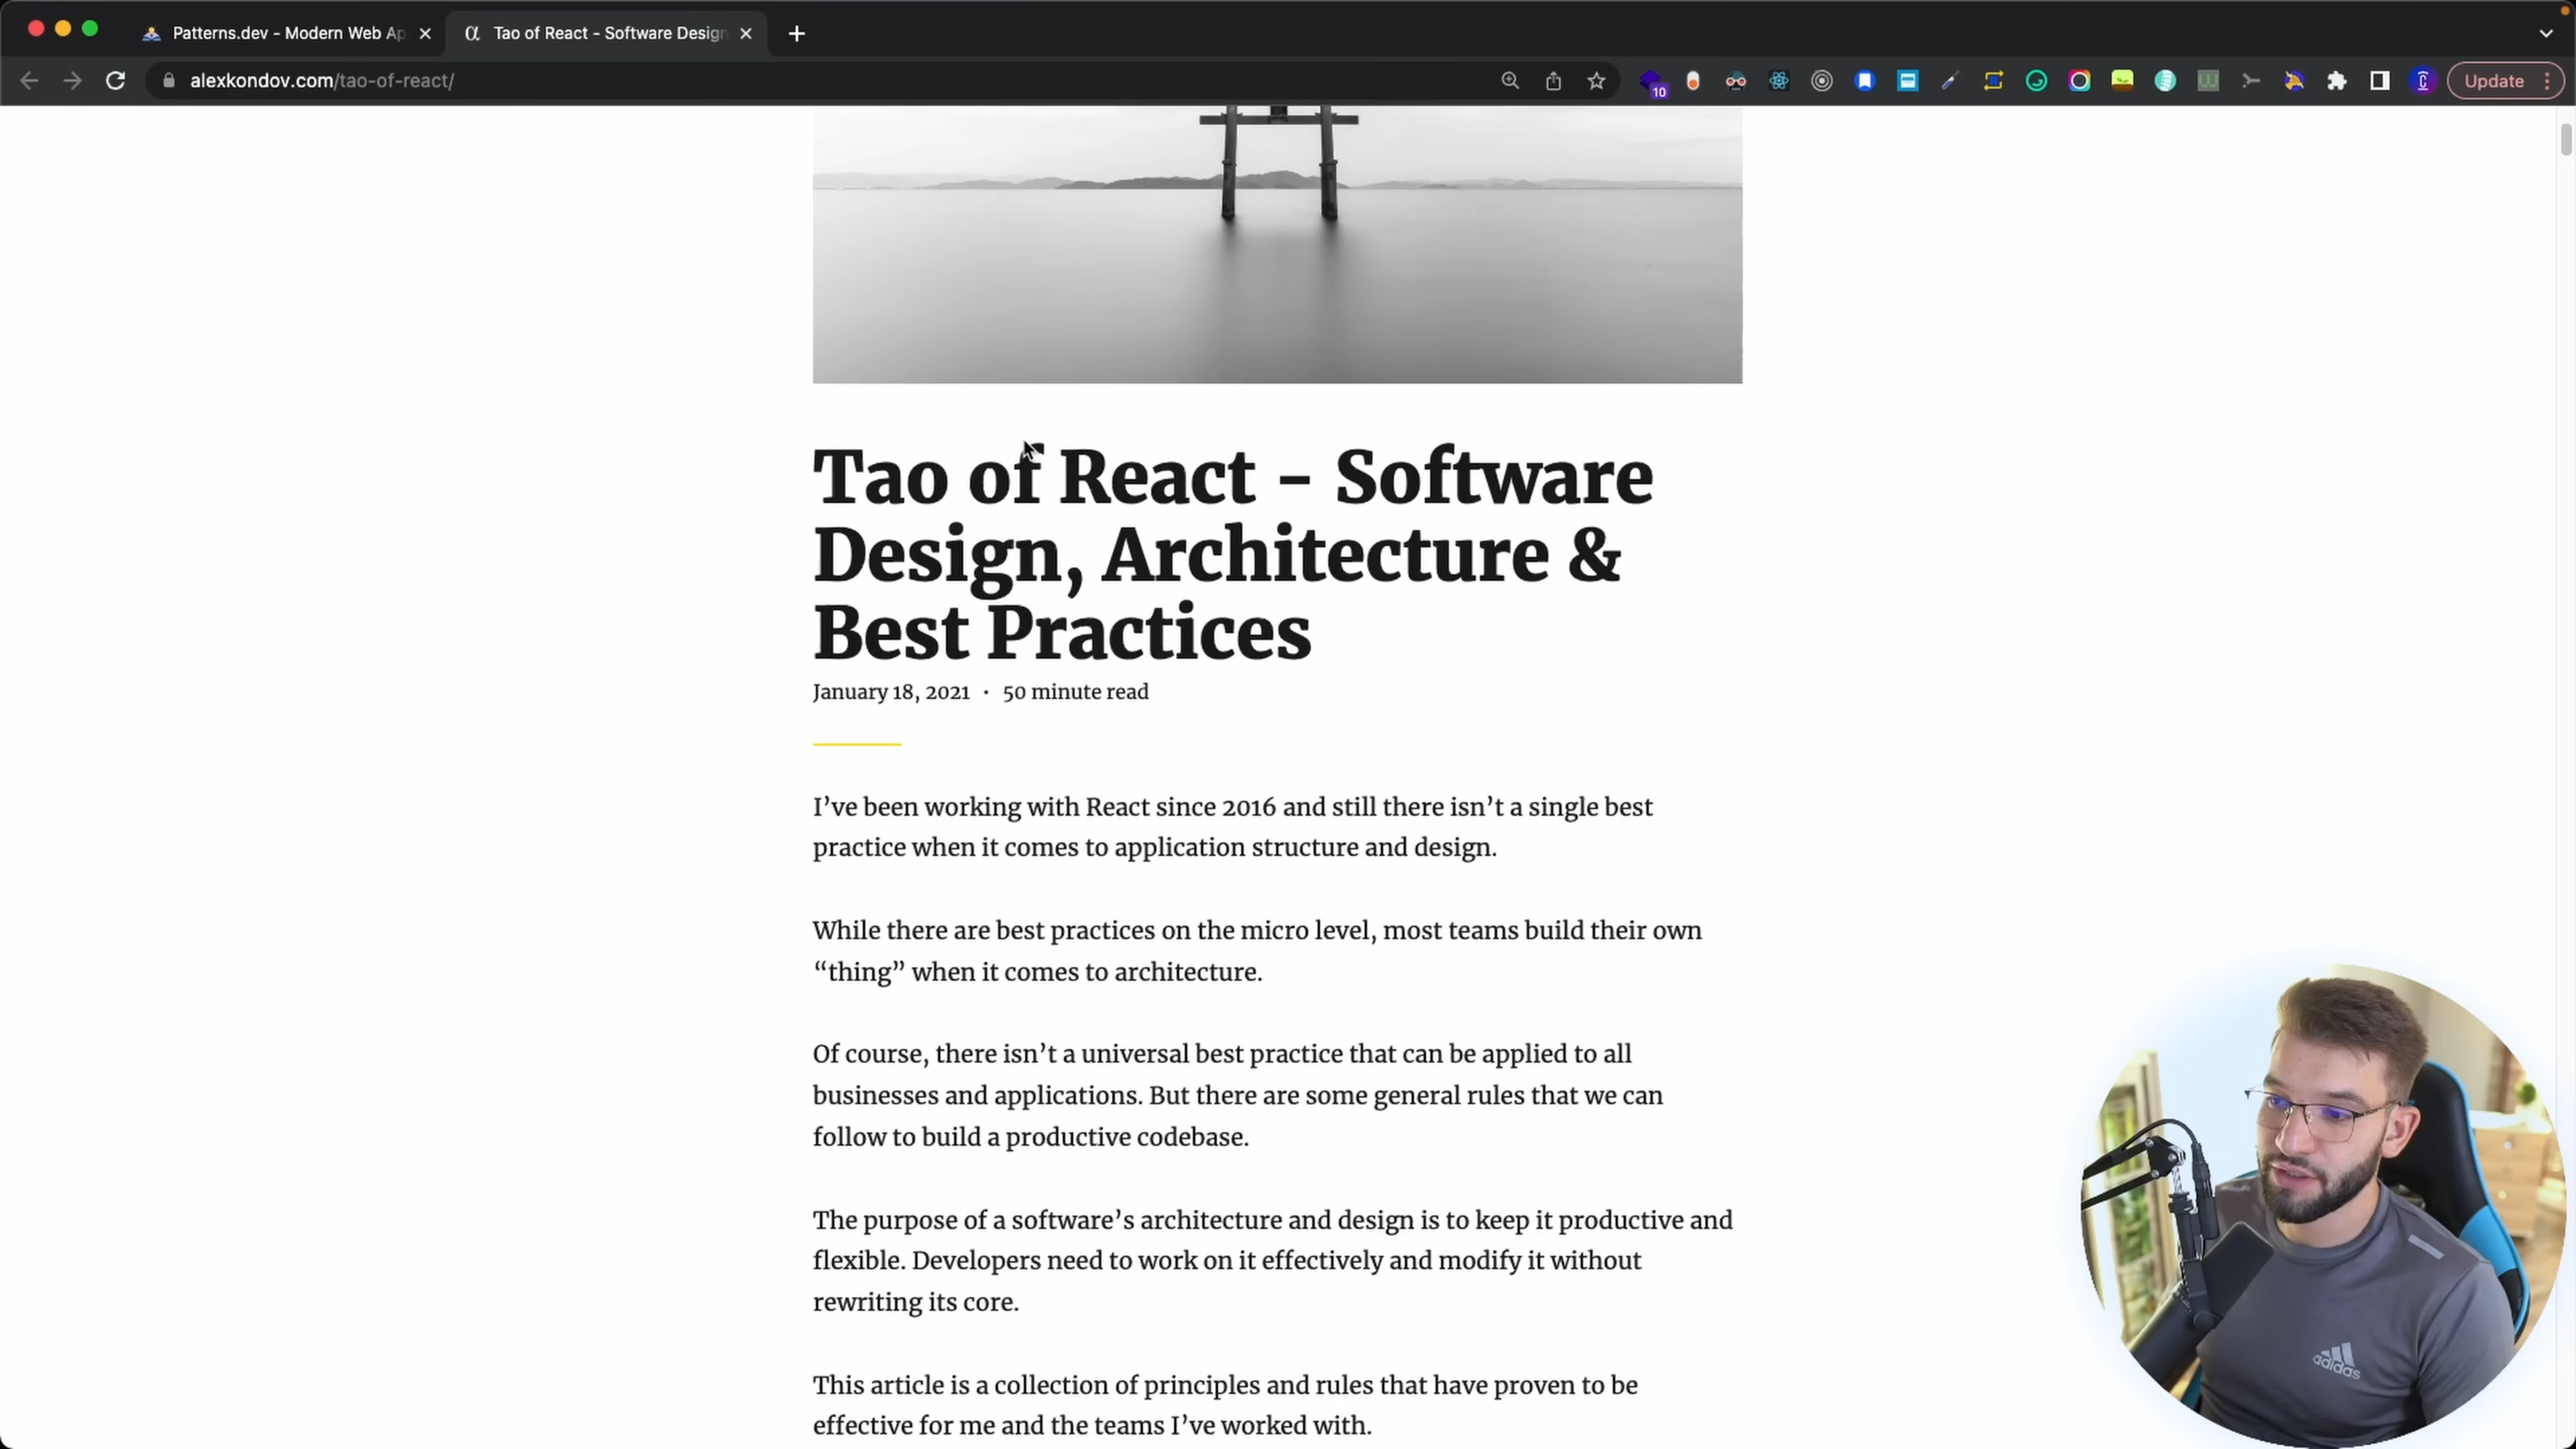 Patterns.dev - Modern Web Ap
Tao of React - Software Design
alexkondov.com/tao-of-react/
10
Update
Tao of React - Software
Design, Architecture &
Best Practices
January 18, 2021 · 50 minute read
I’ve been working with React since 2016 and still there isn’t a single best
practice when it comes to application structure and design.
While there are best practices on the micro level, most teams build their own
“thing” when it comes to architecture.
Of course, there isn’t a universal best practice that can be applied to all
businesses and applications. But there are some general rules that we can
follow to build a productive codebase.
The purpose of a software’s architecture and design is to keep it productive and
flexible. Developers need to work on it effectively and modify it without
rewriting its core.
This article is a collection of principles and rules that have proven to be
effective for me and the teams I’ve worked with.
adidas